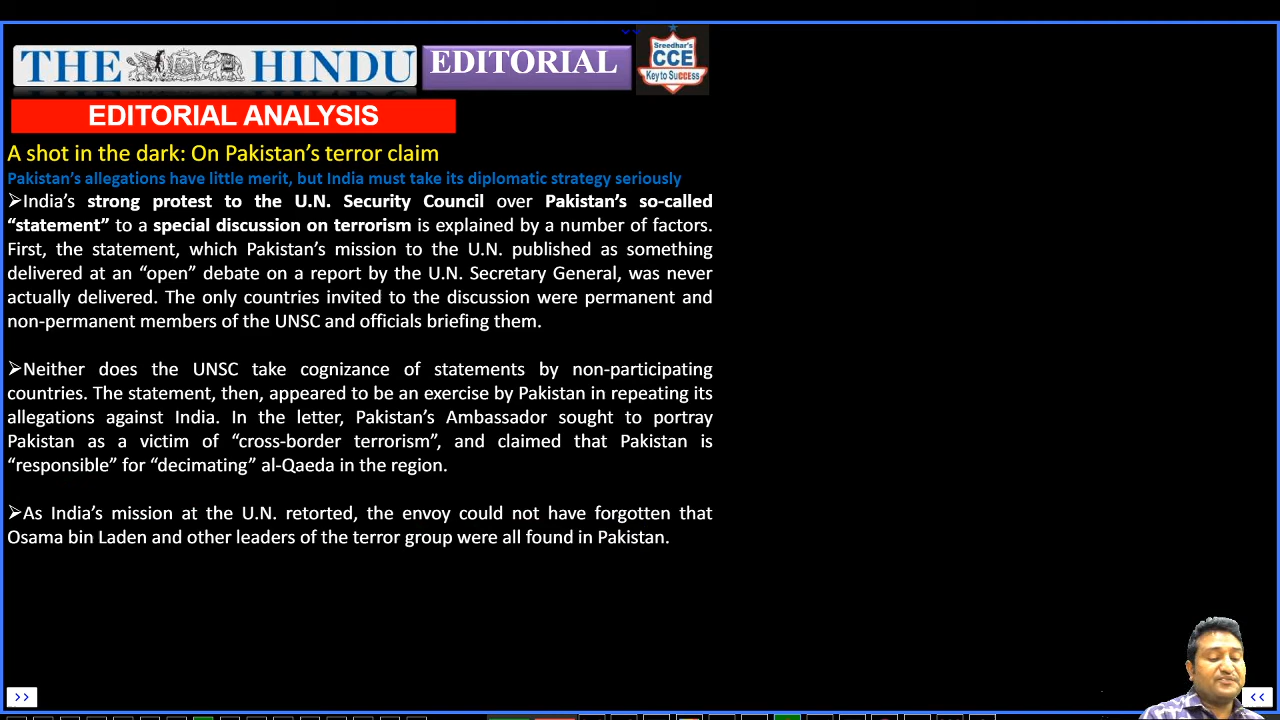 THE HINDU EDITORIAL
Sreedhar's
CCE
Key to Success
EDITORIAL ANALYSIS
A shot in the dark: On Pakistan's terror claim
Pakistan's allegations have little merit, but India must take its diplomatic strategy seriously
➢India's strong protest to the U.N. Security Council over Pakistan's so-called
“statement” to a special discussion on terrorism is explained by a number of factors.
First, the statement, which Pakistan's mission to the U.N. published as something
delivered at an “open” debate on a report by the U.N. Secretary General, was never
actually delivered. The only countries invited to the discussion were permanent and
non-permanent members of the UNSC and officials briefing them.
➢Neither does the UNSC take cognizance of statements by non-participating
countries. The statement, then, appeared to be an exercise by Pakistan in repeating its
allegations against India. In the letter, Pakistan's Ambassador sought to portray
Pakistan as a victim of “cross-border terrorism”, and claimed that Pakistan is
“responsible” for “decimating” al-Qaeda in the region.
➢As India's mission at the U.N. retorted, the envoy could not have forgotten that
Osama bin Laden and other leaders of the terror group were all found in Pakistan.
>> <<